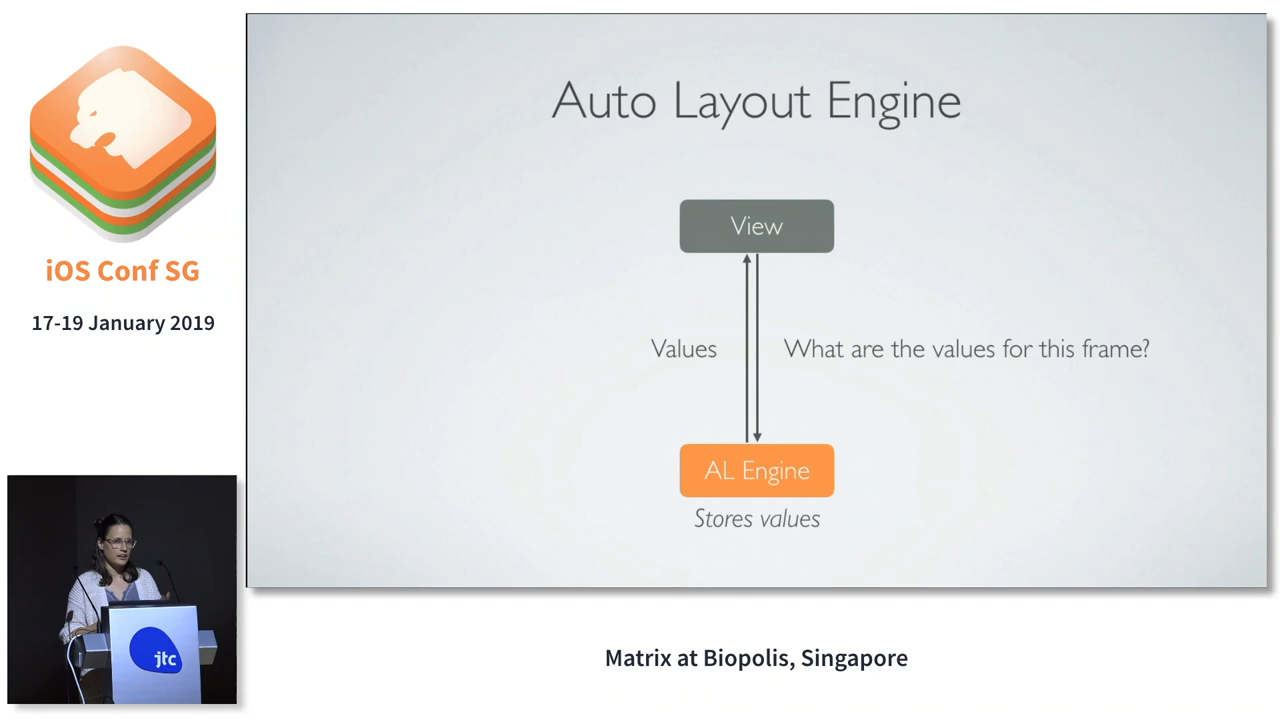 iOS Conf SG
17-19 January 2019
Auto Layout Engine
View
Values
What are the values for this frame?
AL Engine
Stores values
jtc
Matrix at Biopolis, Singapore